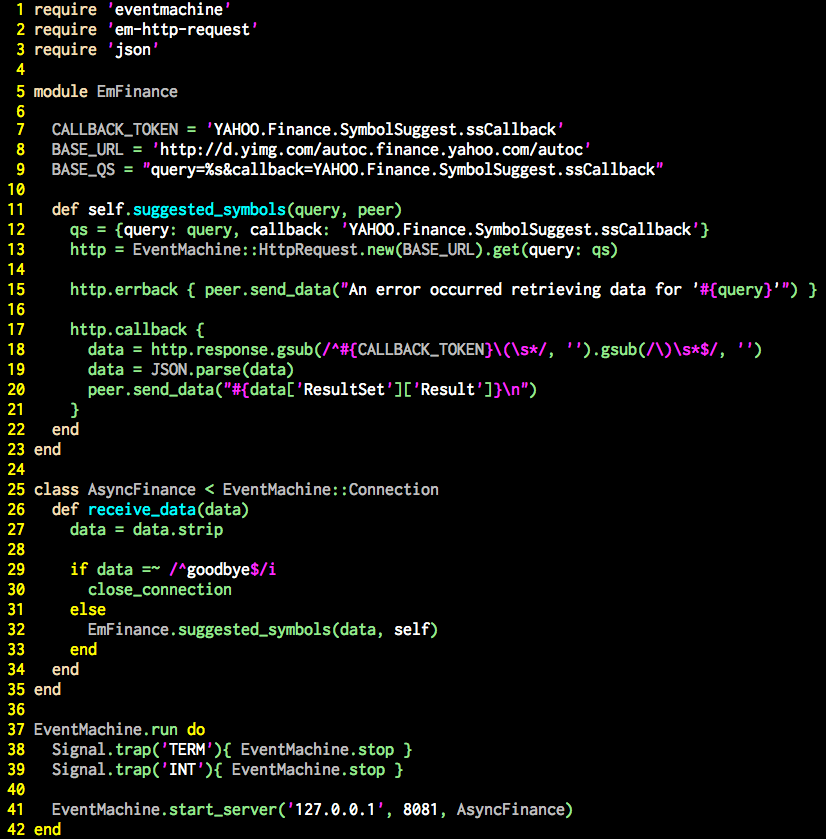 1 require 'eventmachine'
2 require 'em-http-request'
3 require 'json'
4
5 module EmFinance
6
7   CALLBACK_TOKEN = 'YAHOO.Finance.SymbolSuggest.ssCallback'
8   BASE_URL = 'http://d.yimg.com/autoc.finance.yahoo.com/autoc'
9   BASE_QS = "query=%s&callback=YAHOO.Finance.SymbolSuggest.ssCallback"
10
11   def self.suggested_symbols(query, peer)
12     qs = {query: query, callback: 'YAHOO.Finance.SymbolSuggest.ssCallback'}
13     http = EventMachine::HttpRequest.new(BASE_URL).get(query: qs)
14
15     http.errback { peer.send_data("An error occurred retrieving data for '#{query}'") }
16
17     http.callback {
18       data = http.response.gsub(/^#{CALLBACK_TOKEN}\(\s*/, '').gsub(/\)\s*$/, '')
19       data = JSON.parse(data)
20       peer.send_data("#{data['ResultSet']['Result']}\n")
21     }
22   end
23 end
24
25 class AsyncFinance < EventMachine::Connection
26   def receive_data(data)
27     data = data.strip
28
29     if data =~ /^goodbye$/i
30       close_connection
31     else
32       EmFinance.suggested_symbols(data, self)
33     end
34   end
35 end
36
37 EventMachine.run do
38   Signal.trap('TERM'){ EventMachine.stop }
39   Signal.trap('INT'){ EventMachine.stop }
40
41   EventMachine.start_server('127.0.0.1', 8081, AsyncFinance)
42 end